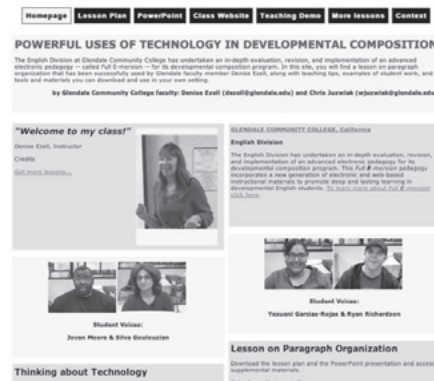 Homepage Lesson Plan PowerPoint Class Website Teaching Demo More lessons Context
POWERFUL USES OF TECHNOLOGY IN DEVELOPMENTAL COMPOSITION
The English Division at Glendale Community College has undertaken an in-depth evaluation, revision, and implementation of an advanced
electronic pedagogy -- called Full E-mersion -- for its developmental composition program. In this site, you will find a lesson on paragraph
organization that has been successfully used by Glendale faculty member Denise Ezell, along with teaching tips, examples of student work, and
tools and materials you can download and use in your own setting.
by Glendale Community College faculty: Denise Ezell (dezell@glendale.edu) and Chris Juzwiak (wjuzwiak@glendale.edu
"Welcome to my class!"
Denise Ezell, Instructor
Credits
Get more lessons...
Student Voices:
Jovan Moore & Silva Goulouzian
Thinking about Technology
GLENDALE COMMUNITY COLLEGE, California
English Division
The English Division has undertaken an in-depth evaluation, revision,
and implementation of an advanced electronic pedagogy for its
developmental composition program. This Full E-mersion pedagogy
incorporates a new generation of electronic and web-based
instructional materials to promote deep and lasting learning in
developmental English students. To learn more about Full E-mersion
click here.
Student Voices:
Yesuani Garcias-Rojas & Ryan Richardson
Lesson on Paragraph Organization
Download the lesson plan and the PowerPoint presentation and access
supplemental materials.